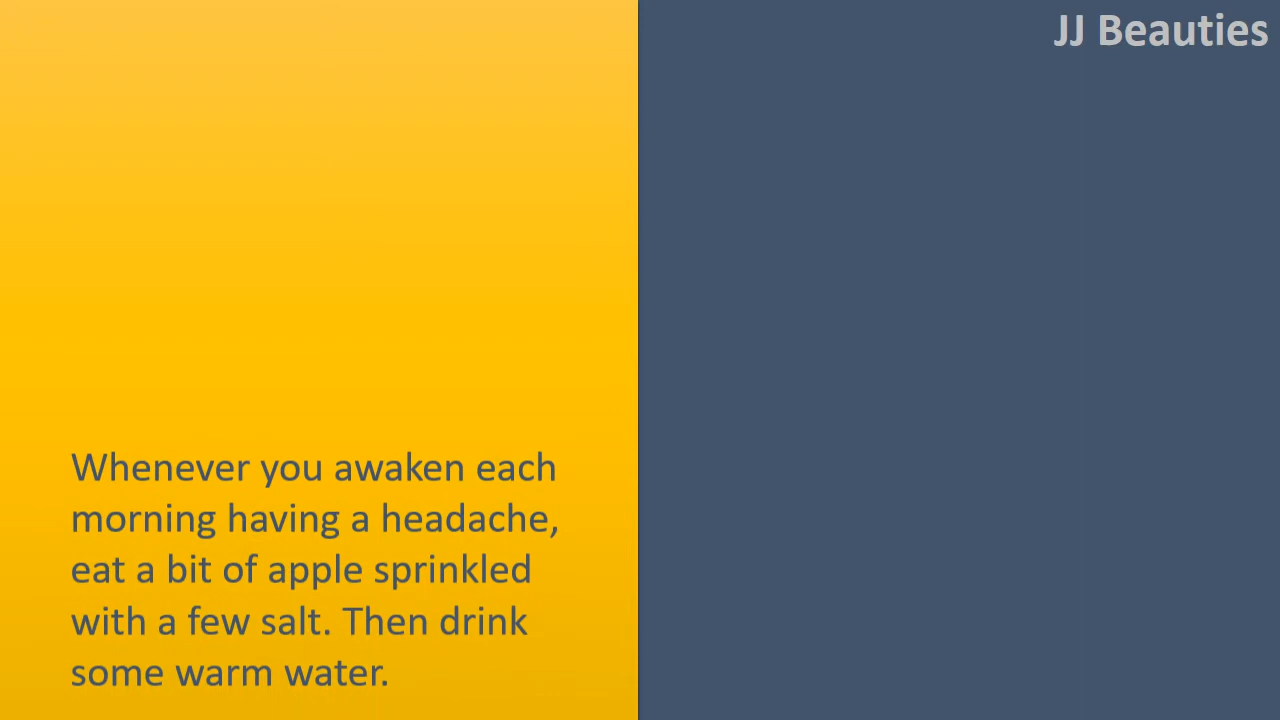 JJ Beauties
Whenever you awaken each
morning having a headache,
eat a bit of apple sprinkled
with a few salt. Then drink
some warm water.